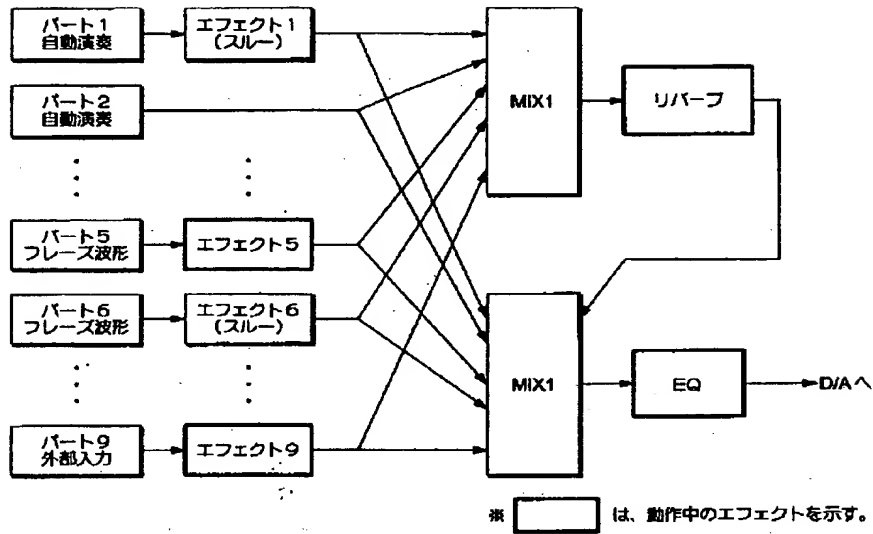 パート1
自動演奏
エフェクト1
(スルー)
パート2
自動演奏
MIX1
リバーブ
パート5
フレーズ波形
エフェクト5
パート6
フレーズ波形
エフェクト6
(スルー)
MIX1
EQ
D/Aへ
パート9
外部入力
エフェクト9
※ は、動作中のエフェクトを示す。